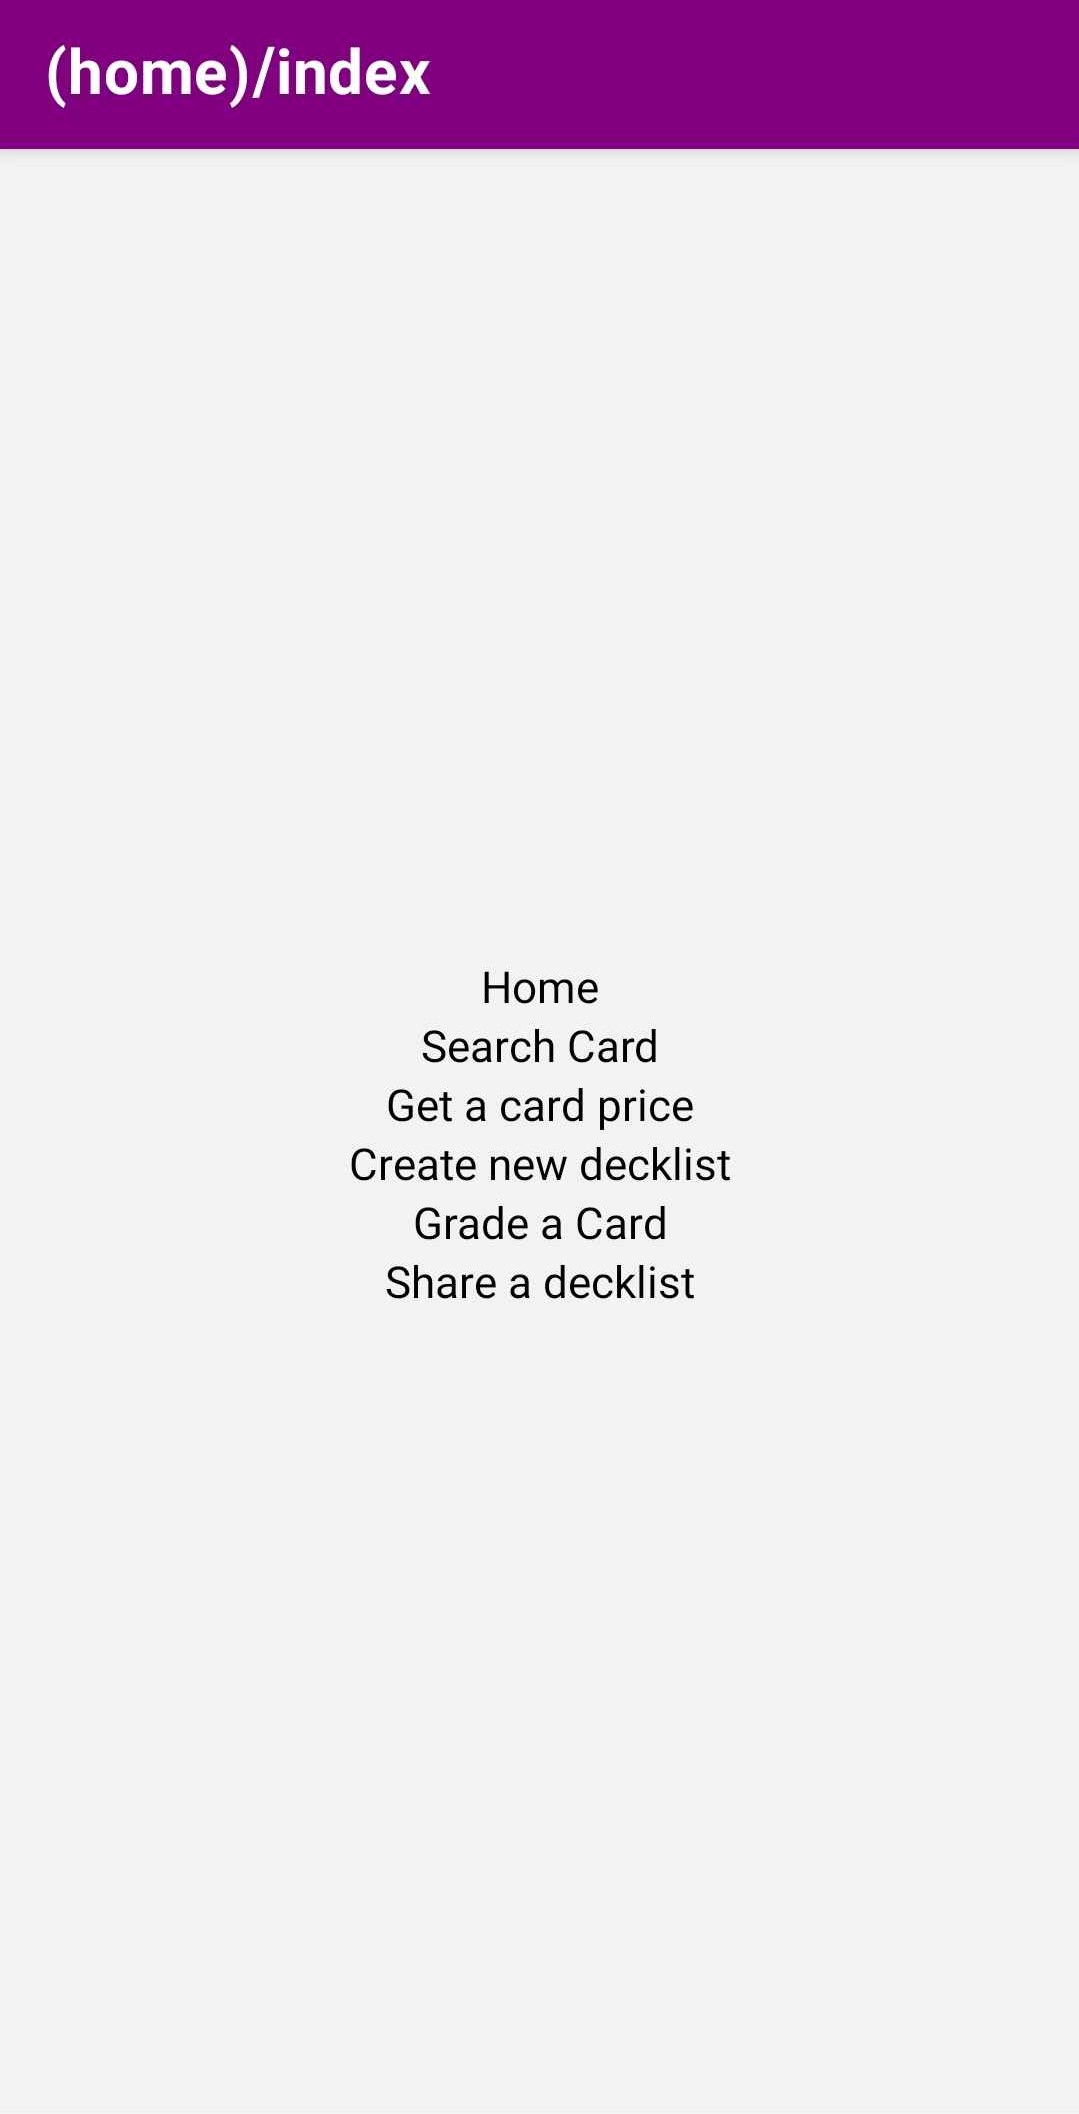 (home)/index
Home
Search Card
Get a card price
Create new decklist
Grade a Card
Share a decklist